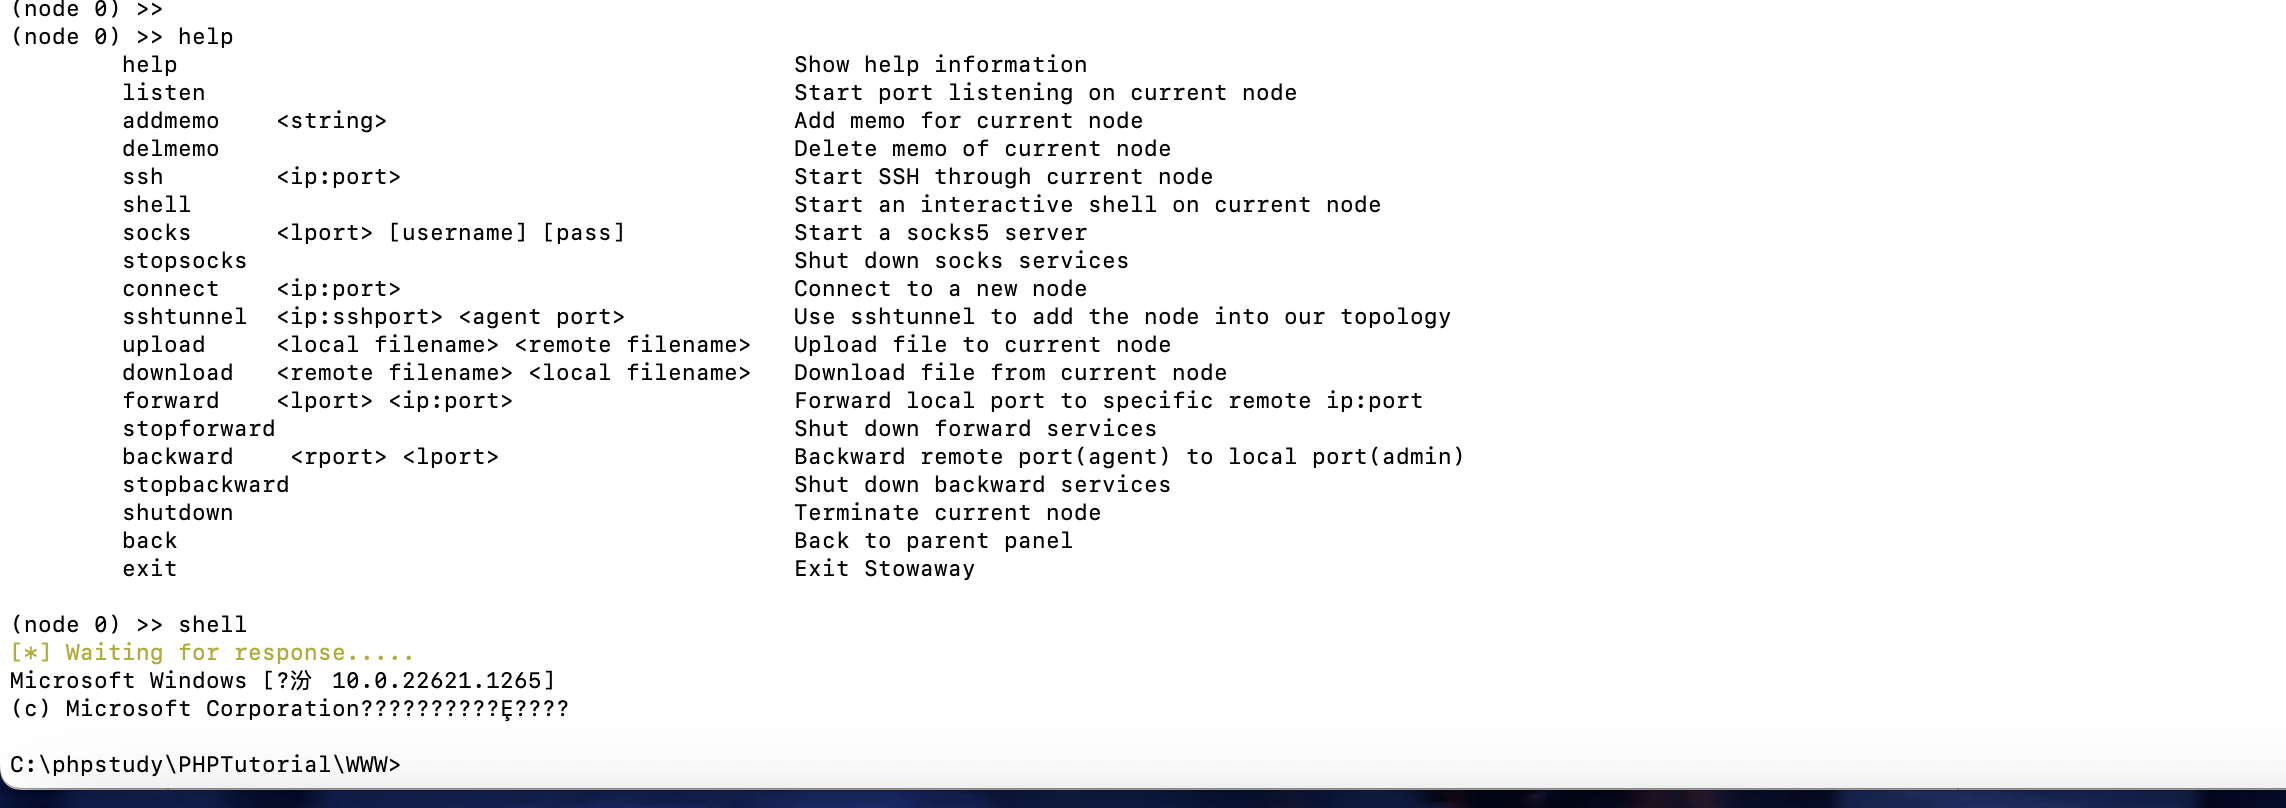 (node 0) >>
(node 0) >> help
help Show help information
listen Start port listening on current node
addmemo <string> Add memo for current node
delmemo Delete memo of current node
ssh <ip:port> Start SSH through current node
shell Start an interactive shell on current node
socks <lport> [username] [pass] Start a socks5 server
stopsocks Shut down socks services
connect <ip:port> Connect to a new node
sshtunnel <ip:sshport> <agent port> Use sshtunnel to add the node into our topology
upload <local filename> <remote filename> Upload file to current node
download <remote filename> <local filename> Download file from current node
forward <lport> <ip:port> Forward local port to specific remote ip:port
stopforward Shut down forward services
backward <rport> <lport> Backward remote port(agent) to local port(admin)
stopbackward Shut down backward services
shutdown Terminate current node
back Back to parent panel
exit Exit Stowaway
(node 0) >> shell
[*] Waiting for response.....
Microsoft Windows [?汾 10.0.22621.1265]
(c) Microsoft Corporation??????????Ȩ????
C:\phpstudy\PHPTutorial\WWW>